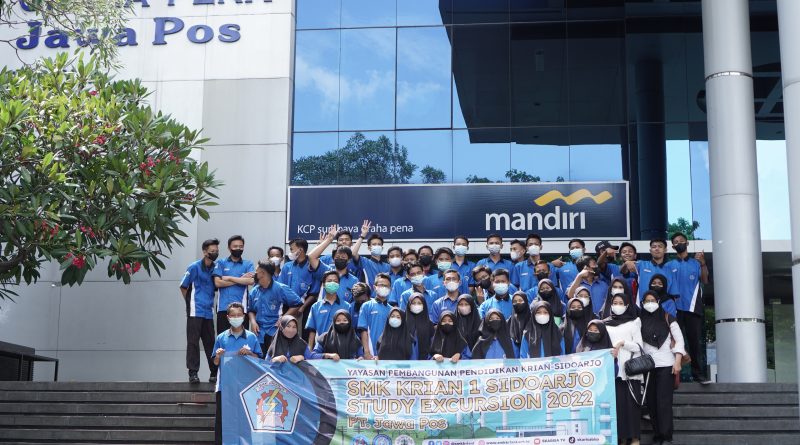 Jawa Pos
KCP surabaya graha pena
mandiri
YAYASAN PEMBANGUNAN PENDIDIKAN KRIAN-SIDOARJO
SMK KRIAN 1 SIDOARJO
STUDY EXCURSION 2022
PT. Jawa Pos